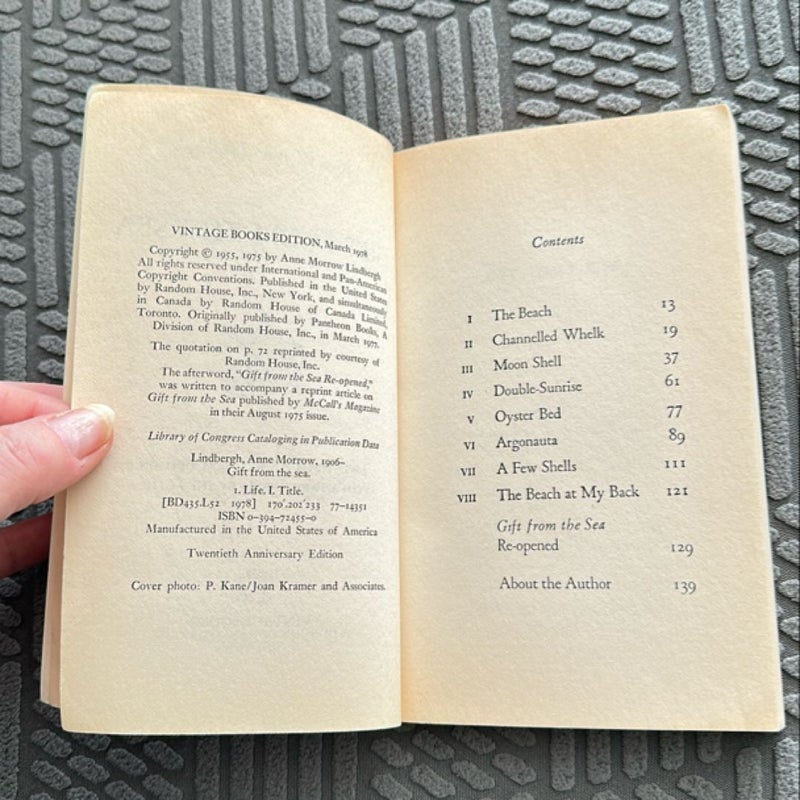 VINTAGE BOOKS EDITION, March 1978
Copyright © 1955, 1975 by Anne Morrow Lindbergh
All rights reserved under International and Pan-American
Copyright Conventions. Published in the United States
by Random House, Inc., New York, and simultaneously
in Canada by Random House of Canada Limited,
Toronto. Originally published by Pantheon Books, A
Division of Random House, Inc., in March 1977.
The quotation on p. 72 reprinted by courtesy of
Random House, Inc.
The afterword, "Gift from the Sea Re-opened,"
was written to accompany a reprint article on
Gift from the Sea published by McCall's Magazine
in their August 1975 issue.
Library of Congress Cataloging in Publication Data
Lindbergh, Anne Morrow, 1906–
Gift from the sea.
1. Life. I. Title.
[BD435.L52 1978] 170'.202'233 77-14351
ISBN 0-394-72455-0
Manufactured in the United States of America
Twentieth Anniversary Edition
Cover photo: P. Kane/Joan Kramer and Associates.
Contents
I The Beach 13
II Channelled Whelk 19
III Moon Shell 37
IV Double-Sunrise 61
V Oyster Bed 77
VI Argonauta 89
VII A Few Shells 111
VIII The Beach at My Back 121
Gift from the Sea
Re-opened 129
About the Author 139